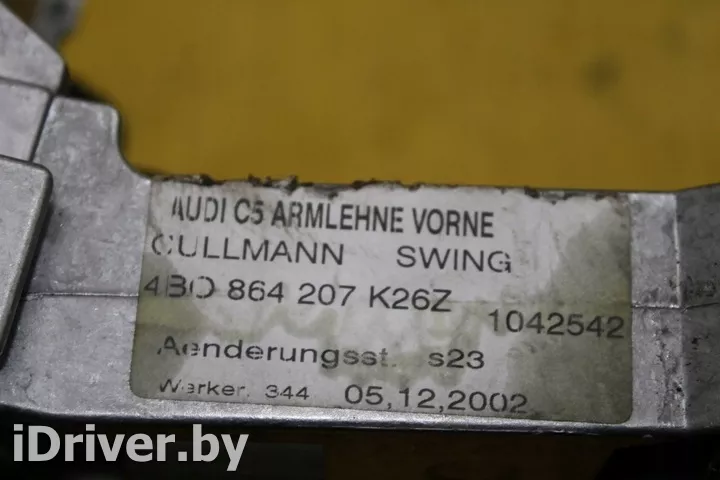 AUDI C5 ARMLEHNE VORNE
CULLMANN SWING
4B0 864 207 K26Z 1042542
Aenderungsst. s23
Werker. 344 05,12,2002
iDriver.by